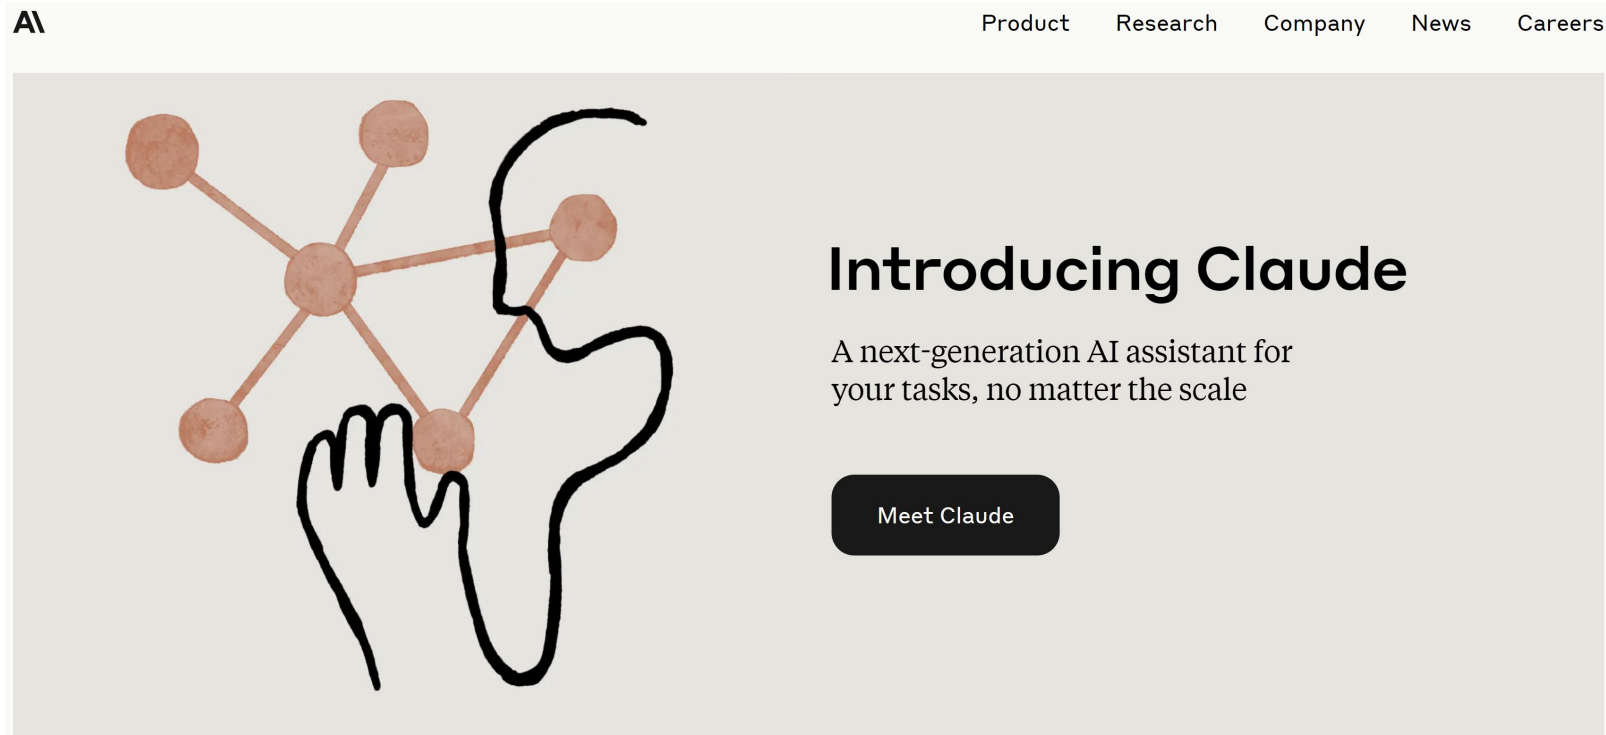 AI
Product Research Company News Careers
Introducing Claude
A next-generation AI assistant for
your tasks, no matter the scale
Meet Claude